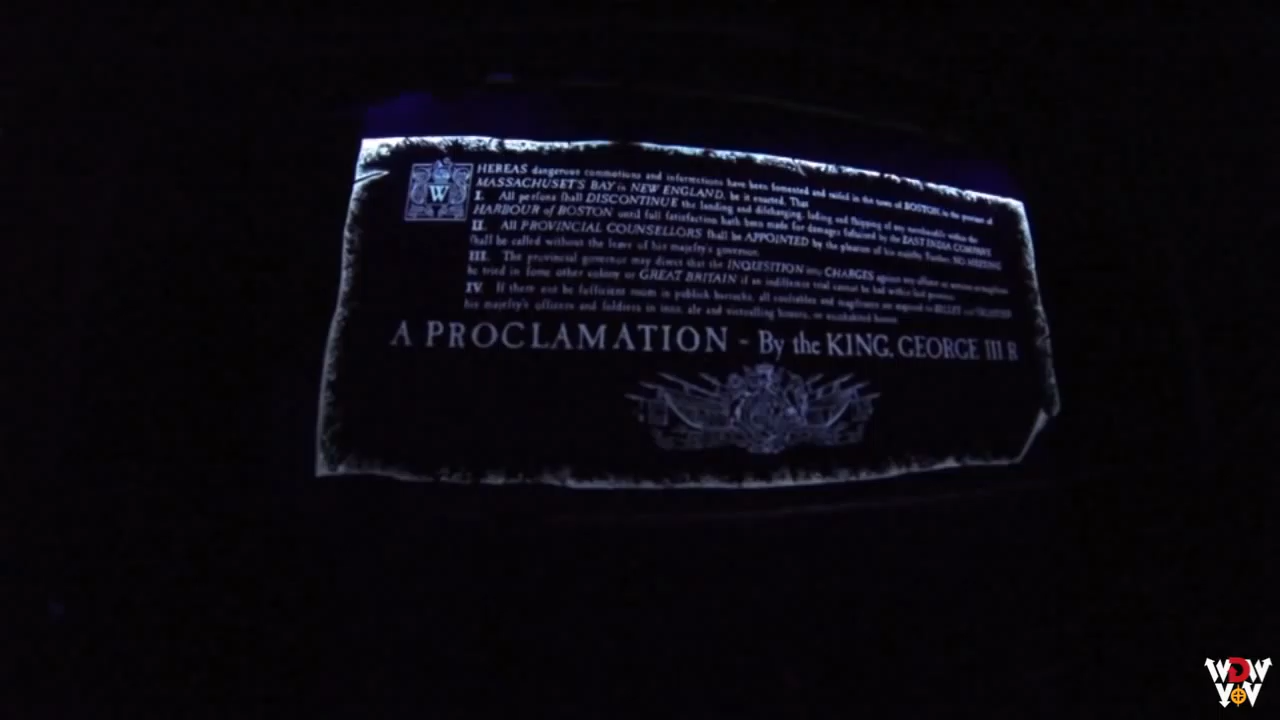 W
HEREAS dangerous commotions and inſurrections have been fomented and raiſed in the town of BOSTON, in the province of
MASSACHUSET'S BAY in NEW ENGLAND, be it enacted. That
I. All perſons ſhall DISCONTINUE the landing and diſcharging, lading and ſhipping of any merchandiſe within the
HARBOUR of BOSTON until full ſatisfaction hath been made for damages ſuſtained by the EAST INDIA COMPANY
II. All PROVINCIAL COUNSELLORS ſhall be APPOINTED by the pleaſure of his majeſty. Further, NO MEETING
ſhall be called without the leave of his majeſty's governor.
III. The provincial governor may direct that the INQUISITION into CHARGES against any
be tried in ſome other colony or GREAT BRITAIN if an indifferent trial cannot be had within ſaid province
IV. If there not be ſufficient room in publick barracks, all and are required to BILLET and
his majeſty's officers and ſoldiers in inns, ale and victualling houses, or
A PROCLAMATION - By the KING, GEORGE III R
WDW
VOW